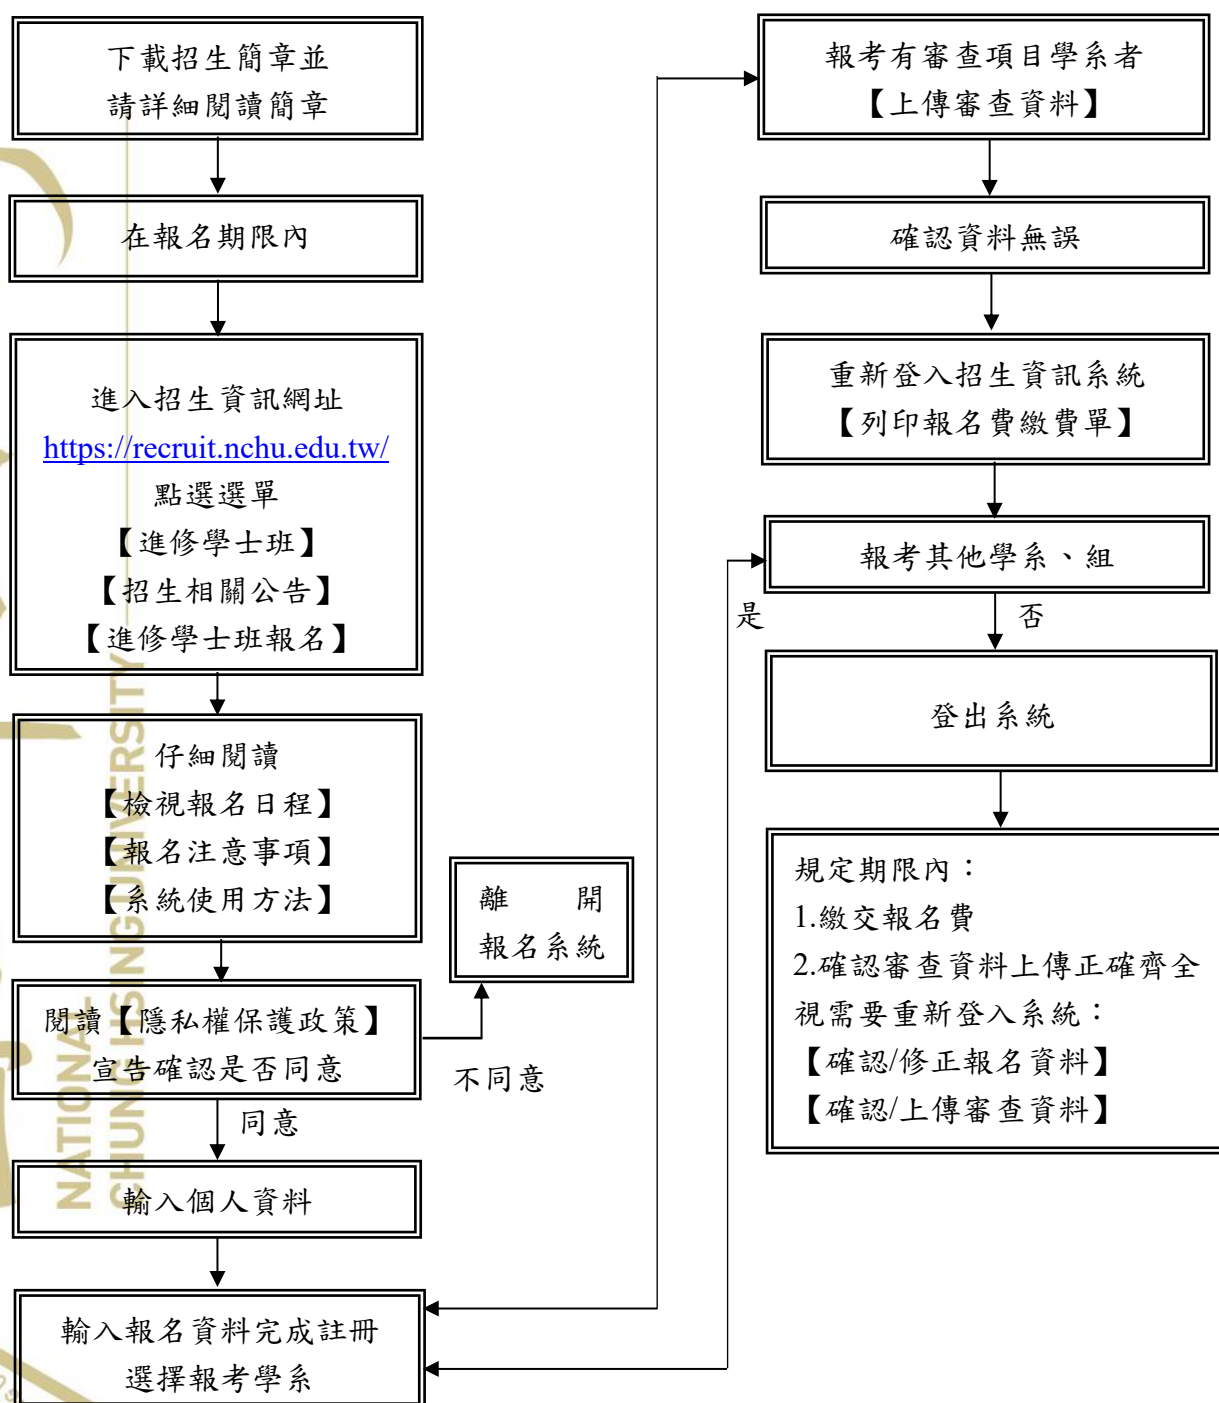 下載招生簡章並
請詳細閱讀簡章
在報名期限內
進入招生資訊網址
https://recruit.nchu.edu.tw/
點選選單
【進修學士班】
【招生相關公告】
【進修學士班報名】
仔細閱讀
【檢視報名日程】
【報名注意事項】
【系統使用方法】
離　　開
報名系統
閱讀【隱私權保護政策】
宣告確認是否同意
不同意
同意
輸入個人資料
輸入報名資料完成註冊
選擇報考學系
報考有審查項目學系者
【上傳審查資料】
確認資料無誤
重新登入招生資訊系統
【列印報名費繳費單】
報考其他學系、組
是
否
登出系統
規定期限內：
1.繳交報名費
2.確認審查資料上傳正確齊全
視需要重新登入系統：
【確認/修正報名資料】
【確認/上傳審查資料】
NATIONAL
CHUNG HSING UNIVERSITY